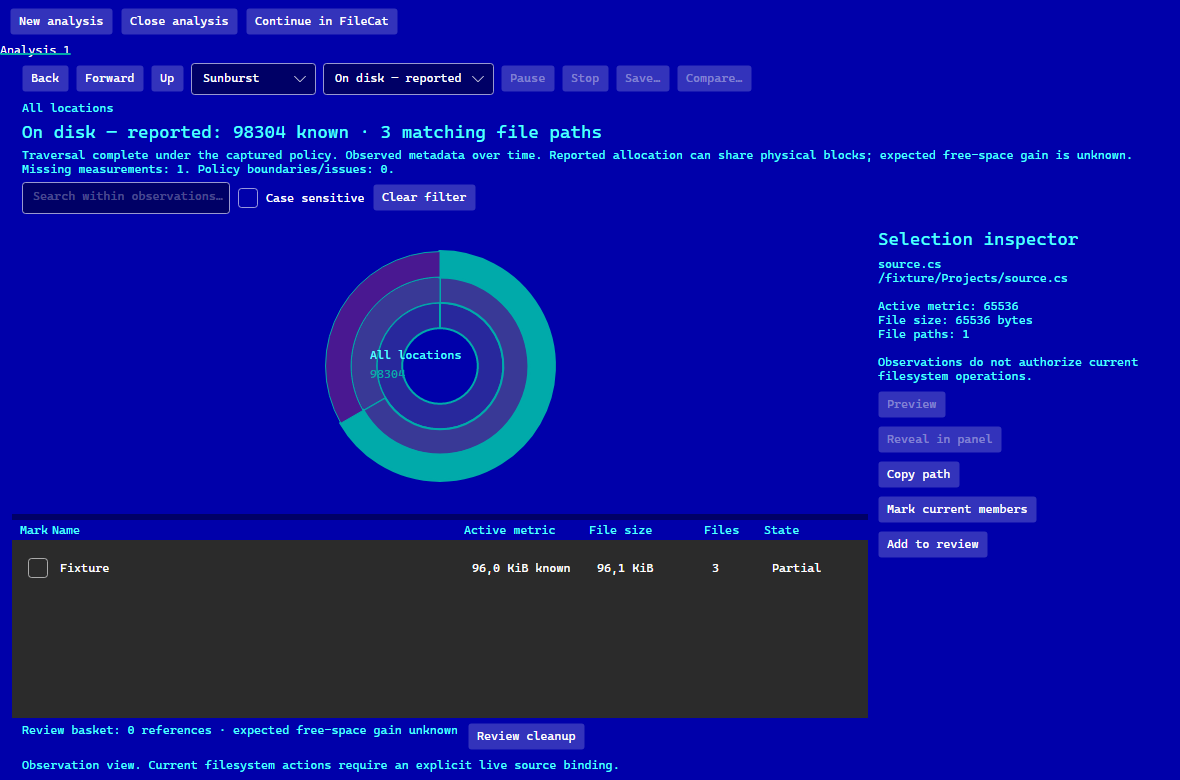 New analysis Close analysis Continue in FileCat
Analysis 1
Back Forward Up Sunburst On disk — reported Pause Stop Save… Compare…
All locations
On disk — reported: 98304 known · 3 matching file paths
Traversal complete under the captured policy. Observed metadata over time. Reported allocation can share physical blocks; expected free-space gain is unknown.
Missing measurements: 1. Policy boundaries/issues: 0.
Search within observations… Case sensitive Clear filter
All locations
98304
Selection inspector
source.cs
/fixture/Projects/source.cs
Active metric: 65536
File size: 65536 bytes
File paths: 1
Observations do not authorize current
filesystem operations.
Preview
Reveal in panel
Copy path
Mark current members
Add to review
Mark Name Active metric File size Files State
Fixture 96,0 KiB known 96,1 KiB 3 Partial
Review basket: 0 references · expected free-space gain unknown Review cleanup
Observation view. Current filesystem actions require an explicit live source binding.